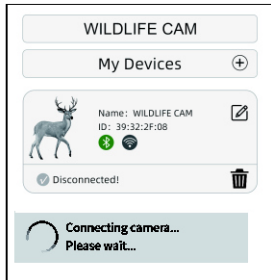 WILDLIFE CAM
My Devices
Name: WILDLIFE CAM
ID: 39:32:2F:08
Disconnected!
Connecting camera...
Please wait...